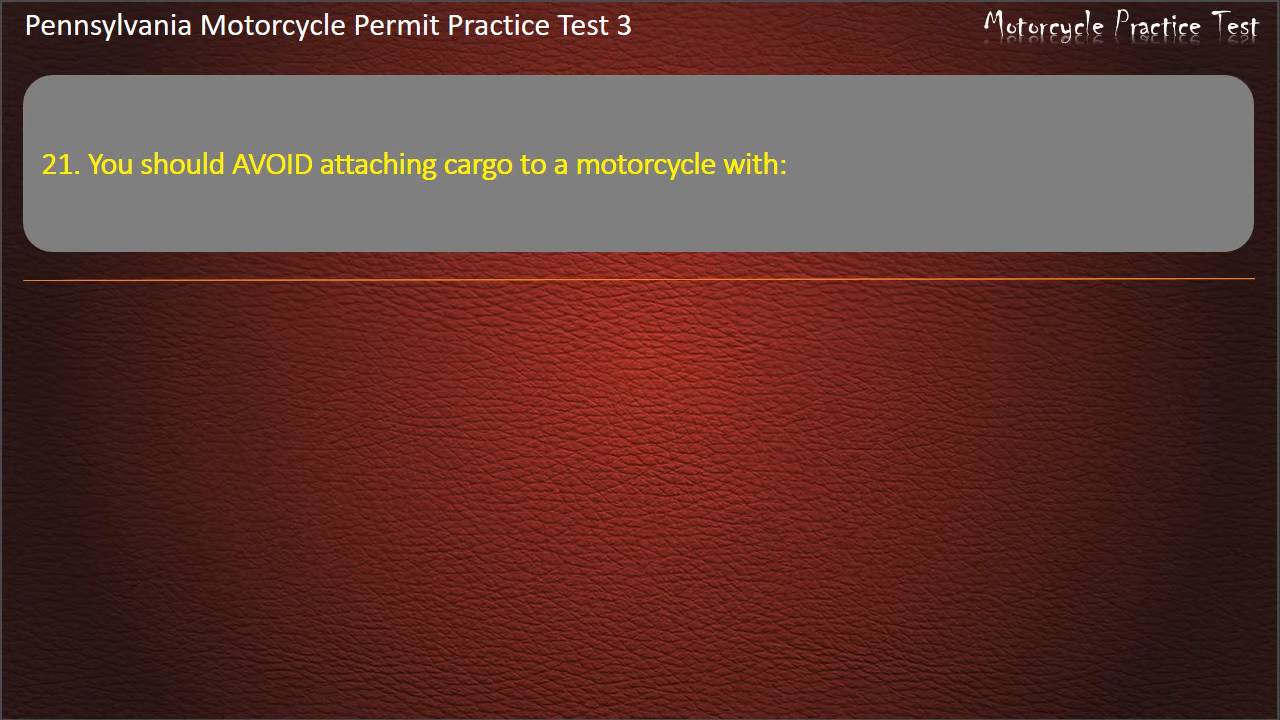 Pennsylvania Motorcycle Permit Practice Test 3
Motorcycle Practice Test
21. You should AVOID attaching cargo to a motorcycle with: